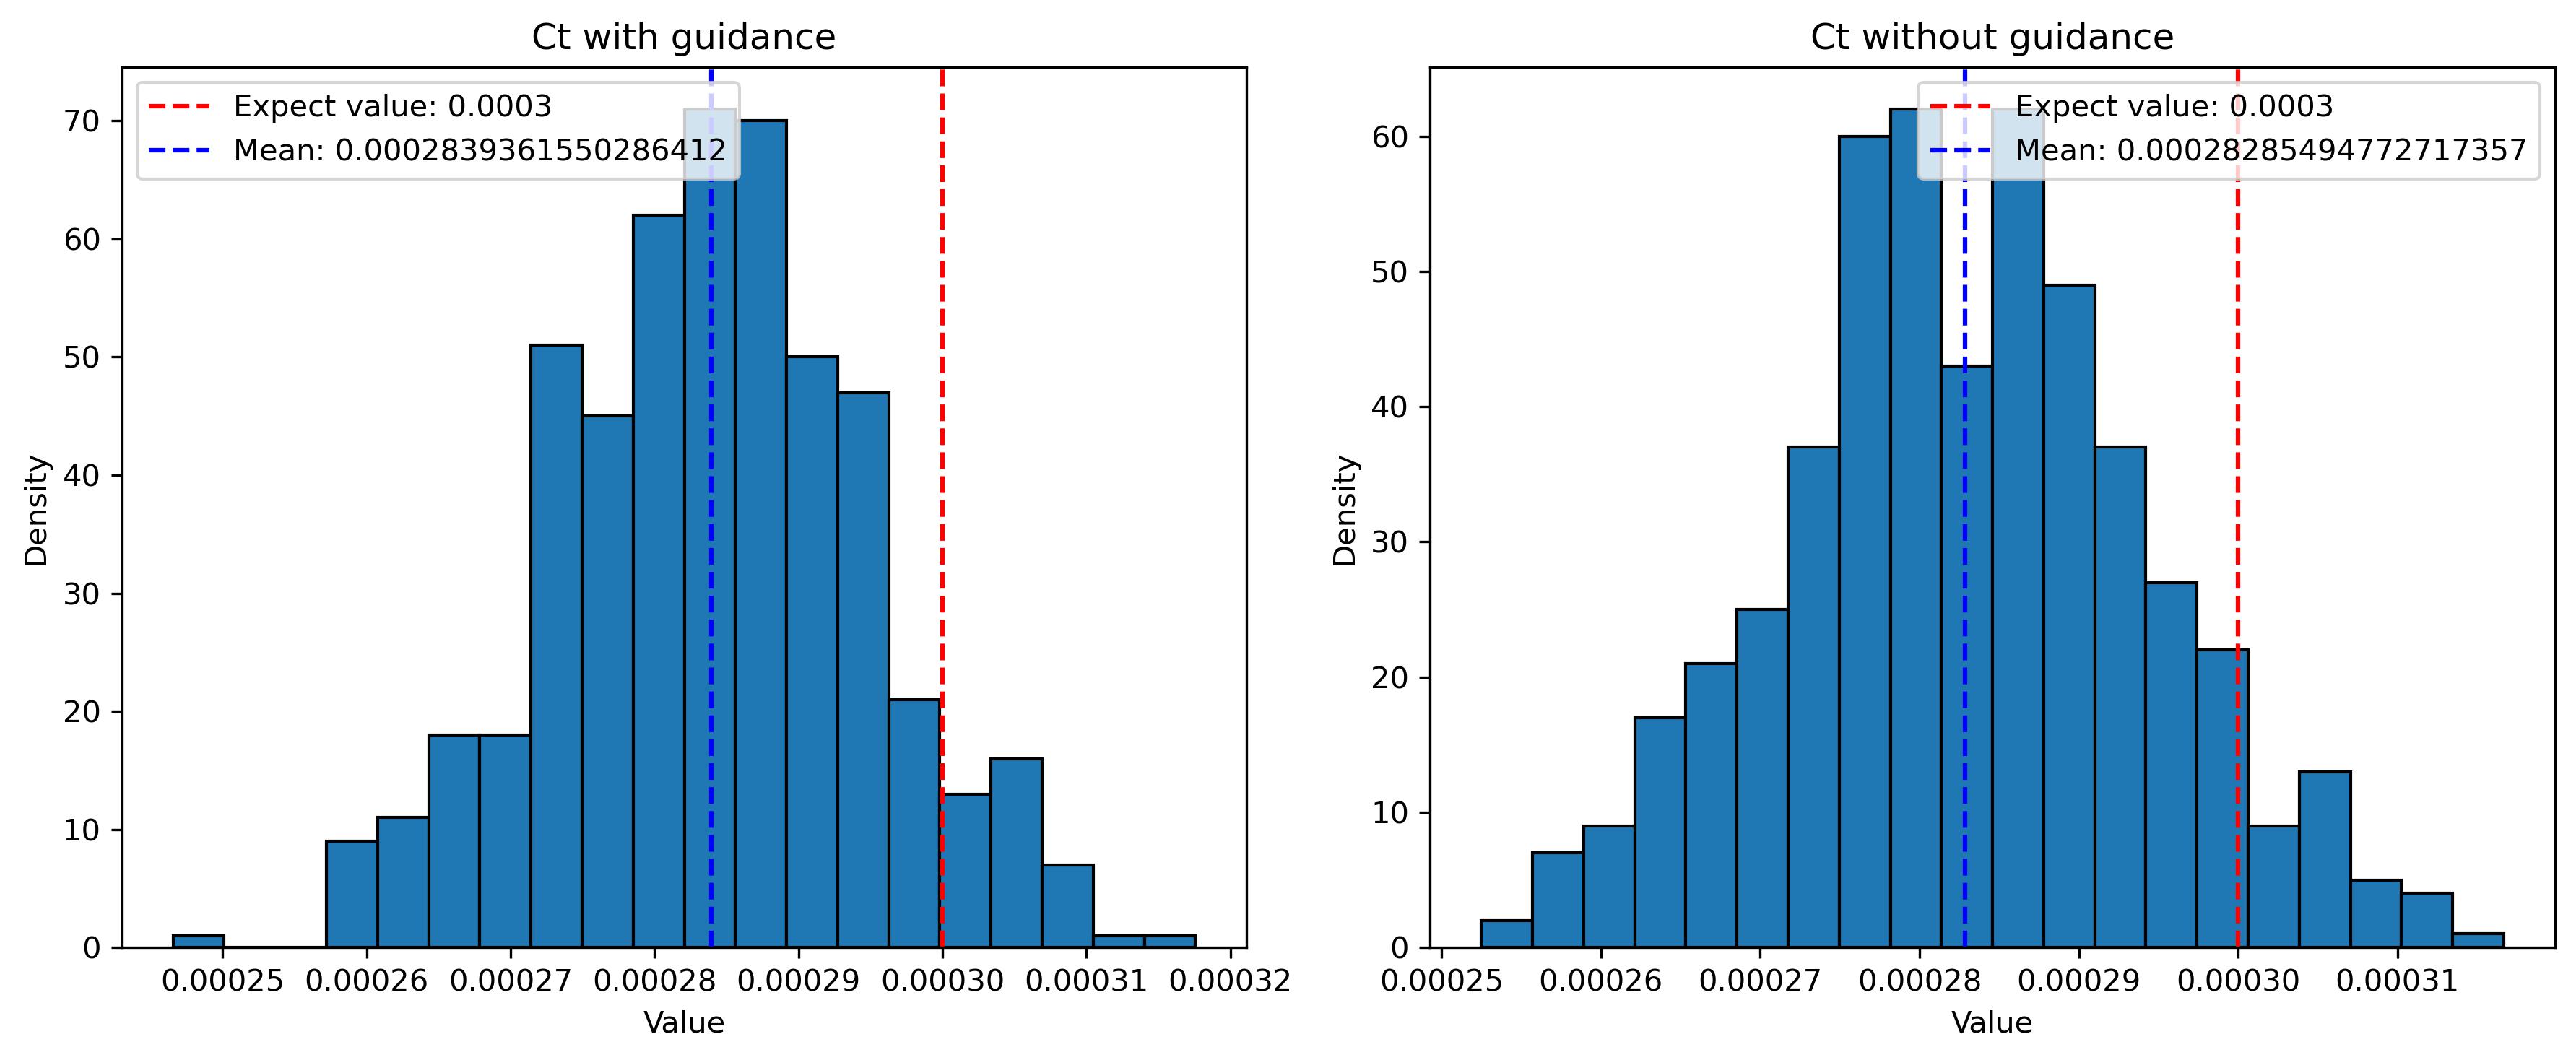 Ct with guidance
Expect value: 0.0003
Mean: 0.0002839361550286412
Density
70
60
50
40
30
20
10
0
0.00025 0.00026 0.00027 0.00028 0.00029 0.00030 0.00031 0.00032
Value
Ct without guidance
Expect value: 0.0003
Mean: 0.00028285494772717357
Density
60
50
40
30
20
10
0
0.00025 0.00026 0.00027 0.00028 0.00029 0.00030 0.00031
Value